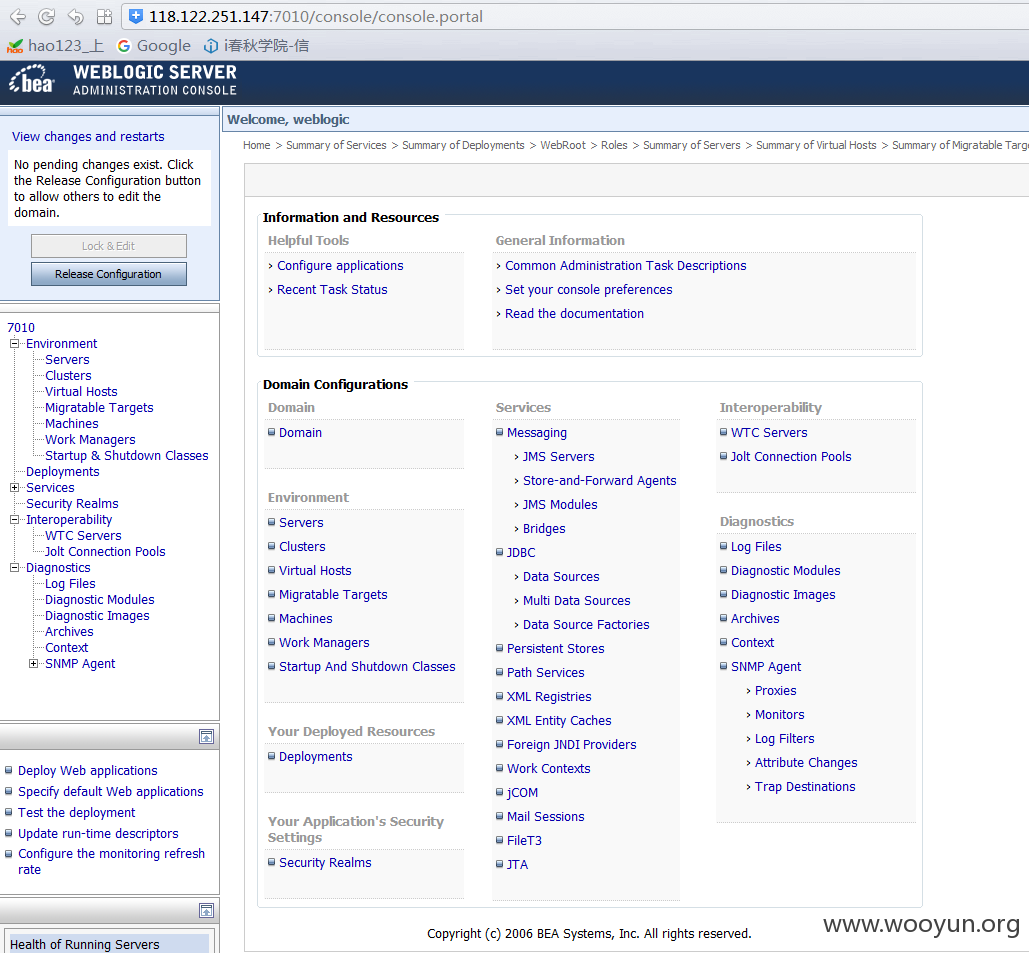 118.122.251.147:7010/console/console.portal
hao123_上 Google i春秋学院-信
bea WEBLOGIC SERVER
ADMINISTRATION CONSOLE
View changes and restarts
No pending changes exist. Click
the Release Configuration button
to allow others to edit the
domain.
Lock & Edit
Release Configuration
7010
Environment
Servers
Clusters
Virtual Hosts
Migratable Targets
Machines
Work Managers
Startup & Shutdown Classes
Deployments
Services
Security Realms
Interoperability
WTC Servers
Jolt Connection Pools
Diagnostics
Log Files
Diagnostic Modules
Diagnostic Images
Archives
Context
SNMP Agent
Deploy Web applications
Specify default Web applications
Test the deployment
Update run-time descriptors
Configure the monitoring refresh
rate
Health of Running Servers
Welcome, weblogic
Home > Summary of Services > Summary of Deployments > WebRoot > Roles > Summary of Servers > Summary of Virtual Hosts > Summary of Migratable Targ
Information and Resources
Helpful Tools
› Configure applications
› Recent Task Status
General Information
› Common Administration Task Descriptions
› Set your console preferences
› Read the documentation
Domain Configurations
Domain
Domain
Environment
Servers
Clusters
Virtual Hosts
Migratable Targets
Machines
Work Managers
Startup And Shutdown Classes
Your Deployed Resources
Deployments
Your Application's Security
Settings
Security Realms
Services
Messaging
› JMS Servers
› Store-and-Forward Agents
› JMS Modules
› Bridges
JDBC
› Data Sources
› Multi Data Sources
› Data Source Factories
Persistent Stores
Path Services
XML Registries
XML Entity Caches
Foreign JNDI Providers
Work Contexts
jCOM
Mail Sessions
FileT3
JTA
Interoperability
WTC Servers
Jolt Connection Pools
Diagnostics
Log Files
Diagnostic Modules
Diagnostic Images
Archives
Context
SNMP Agent
› Proxies
› Monitors
› Log Filters
› Attribute Changes
› Trap Destinations
Copyright (c) 2006 BEA Systems, Inc. All rights reserved.
www.wooyun.org